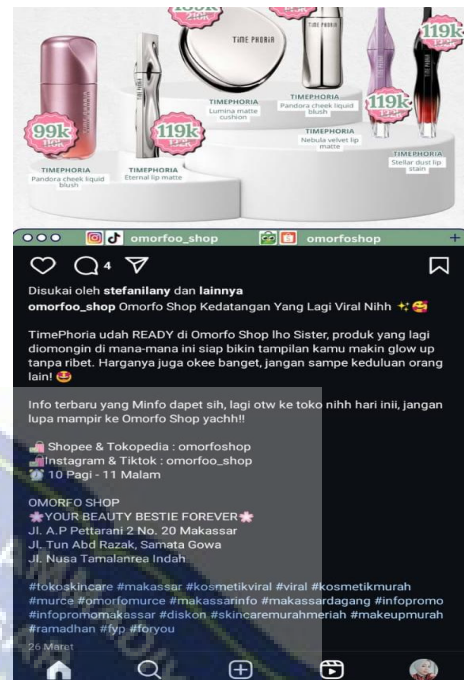 TIME PHORIA
119k
99k
119k
119k
TIMEPHORIA
Lumina matte
cushion
TIMEPHORIA
Pandora cheek liquid
blush
TIMEPHORIA
Nebula velvet lip
matte
TIMEPHORIA
Stellar dust lip
stain
TIMEPHORIA
Pandora cheek liquid
blush
TIMEPHORIA
Eternal lip matte
omorfoo_shop
omorfoshop
4
Disukai oleh stefanilany dan lainnya
omorfoo_shop Omorfo Shop Kedatangan Yang Lagi Viral Nihh ✨🥰
TimePhoria udah READY di Omorfo Shop lho Sister, produk yang lagi
diomongin di mana-mana ini siap bikin tampilan kamu makin glow up
tanpa ribet. Harganya juga okee banget, jangan sampe keduluan orang
lain! 🤩
Info terbaru yang Minfo dapet sih, lagi otw ke toko nihh hari inii, jangan
lupa mampir ke Omorfo Shop yachh!!
🛍️Shopee & Tokopedia : omorfoshop
🛍️Instagram & Tiktok : omorfoo_shop
⏰ 10 Pagi - 11 Malam
OMORFO SHOP
🌸YOUR BEAUTY BESTIE FOREVER🌸
Jl. A.P Pettarani 2 No. 20 Makassar
Jl. Tun Abd Razak, Samata Gowa
Jl. Nusa Tamalanrea Indah
#tokoskincare #makassar #kosmetikviral #viral #kosmetikmurah
#murce #omorfomurce #makassarinfo #makassardagang #infopromo
#infopromomakassar #diskon #skincaremurahmeriah #makeupmurah
#ramadhan #fyp #foryou
26 Maret